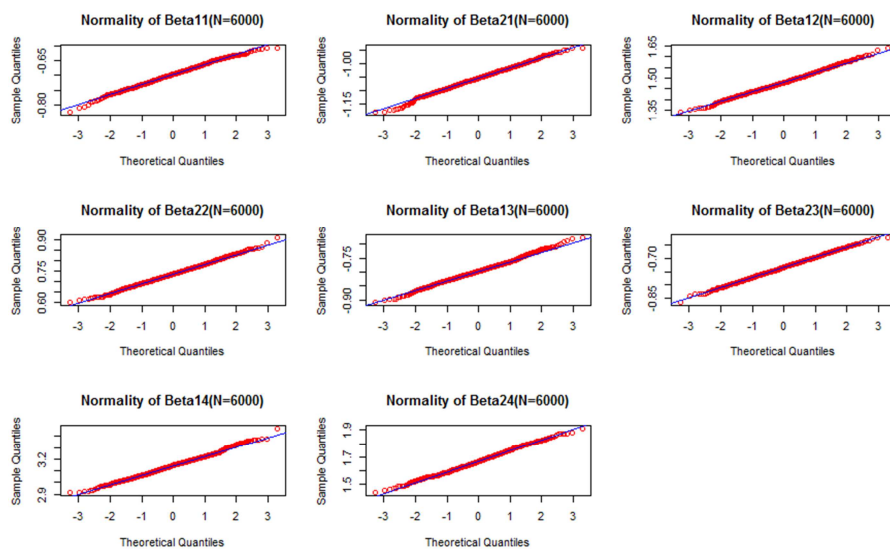 Normality of Beta11(N=6000)
Sample Quantiles
-0.80 -0.65
-3 -2 -1 0 1 2 3
Theoretical Quantiles
Normality of Beta21(N=6000)
Sample Quantiles
-1.15 -1.00
-3 -2 -1 0 1 2 3
Theoretical Quantiles
Normality of Beta12(N=6000)
Sample Quantiles
1.35 1.50 1.65
-3 -2 -1 0 1 2 3
Theoretical Quantiles
Normality of Beta22(N=6000)
Sample Quantiles
0.60 0.75 0.90
-3 -2 -1 0 1 2 3
Theoretical Quantiles
Normality of Beta13(N=6000)
Sample Quantiles
-0.90 -0.75
-3 -2 -1 0 1 2 3
Theoretical Quantiles
Normality of Beta23(N=6000)
Sample Quantiles
-0.85 -0.70
-3 -2 -1 0 1 2 3
Theoretical Quantiles
Normality of Beta14(N=6000)
Sample Quantiles
2.9 3.2
-3 -2 -1 0 1 2 3
Theoretical Quantiles
Normality of Beta24(N=6000)
Sample Quantiles
1.5 1.7 1.9
-3 -2 -1 0 1 2 3
Theoretical Quantiles